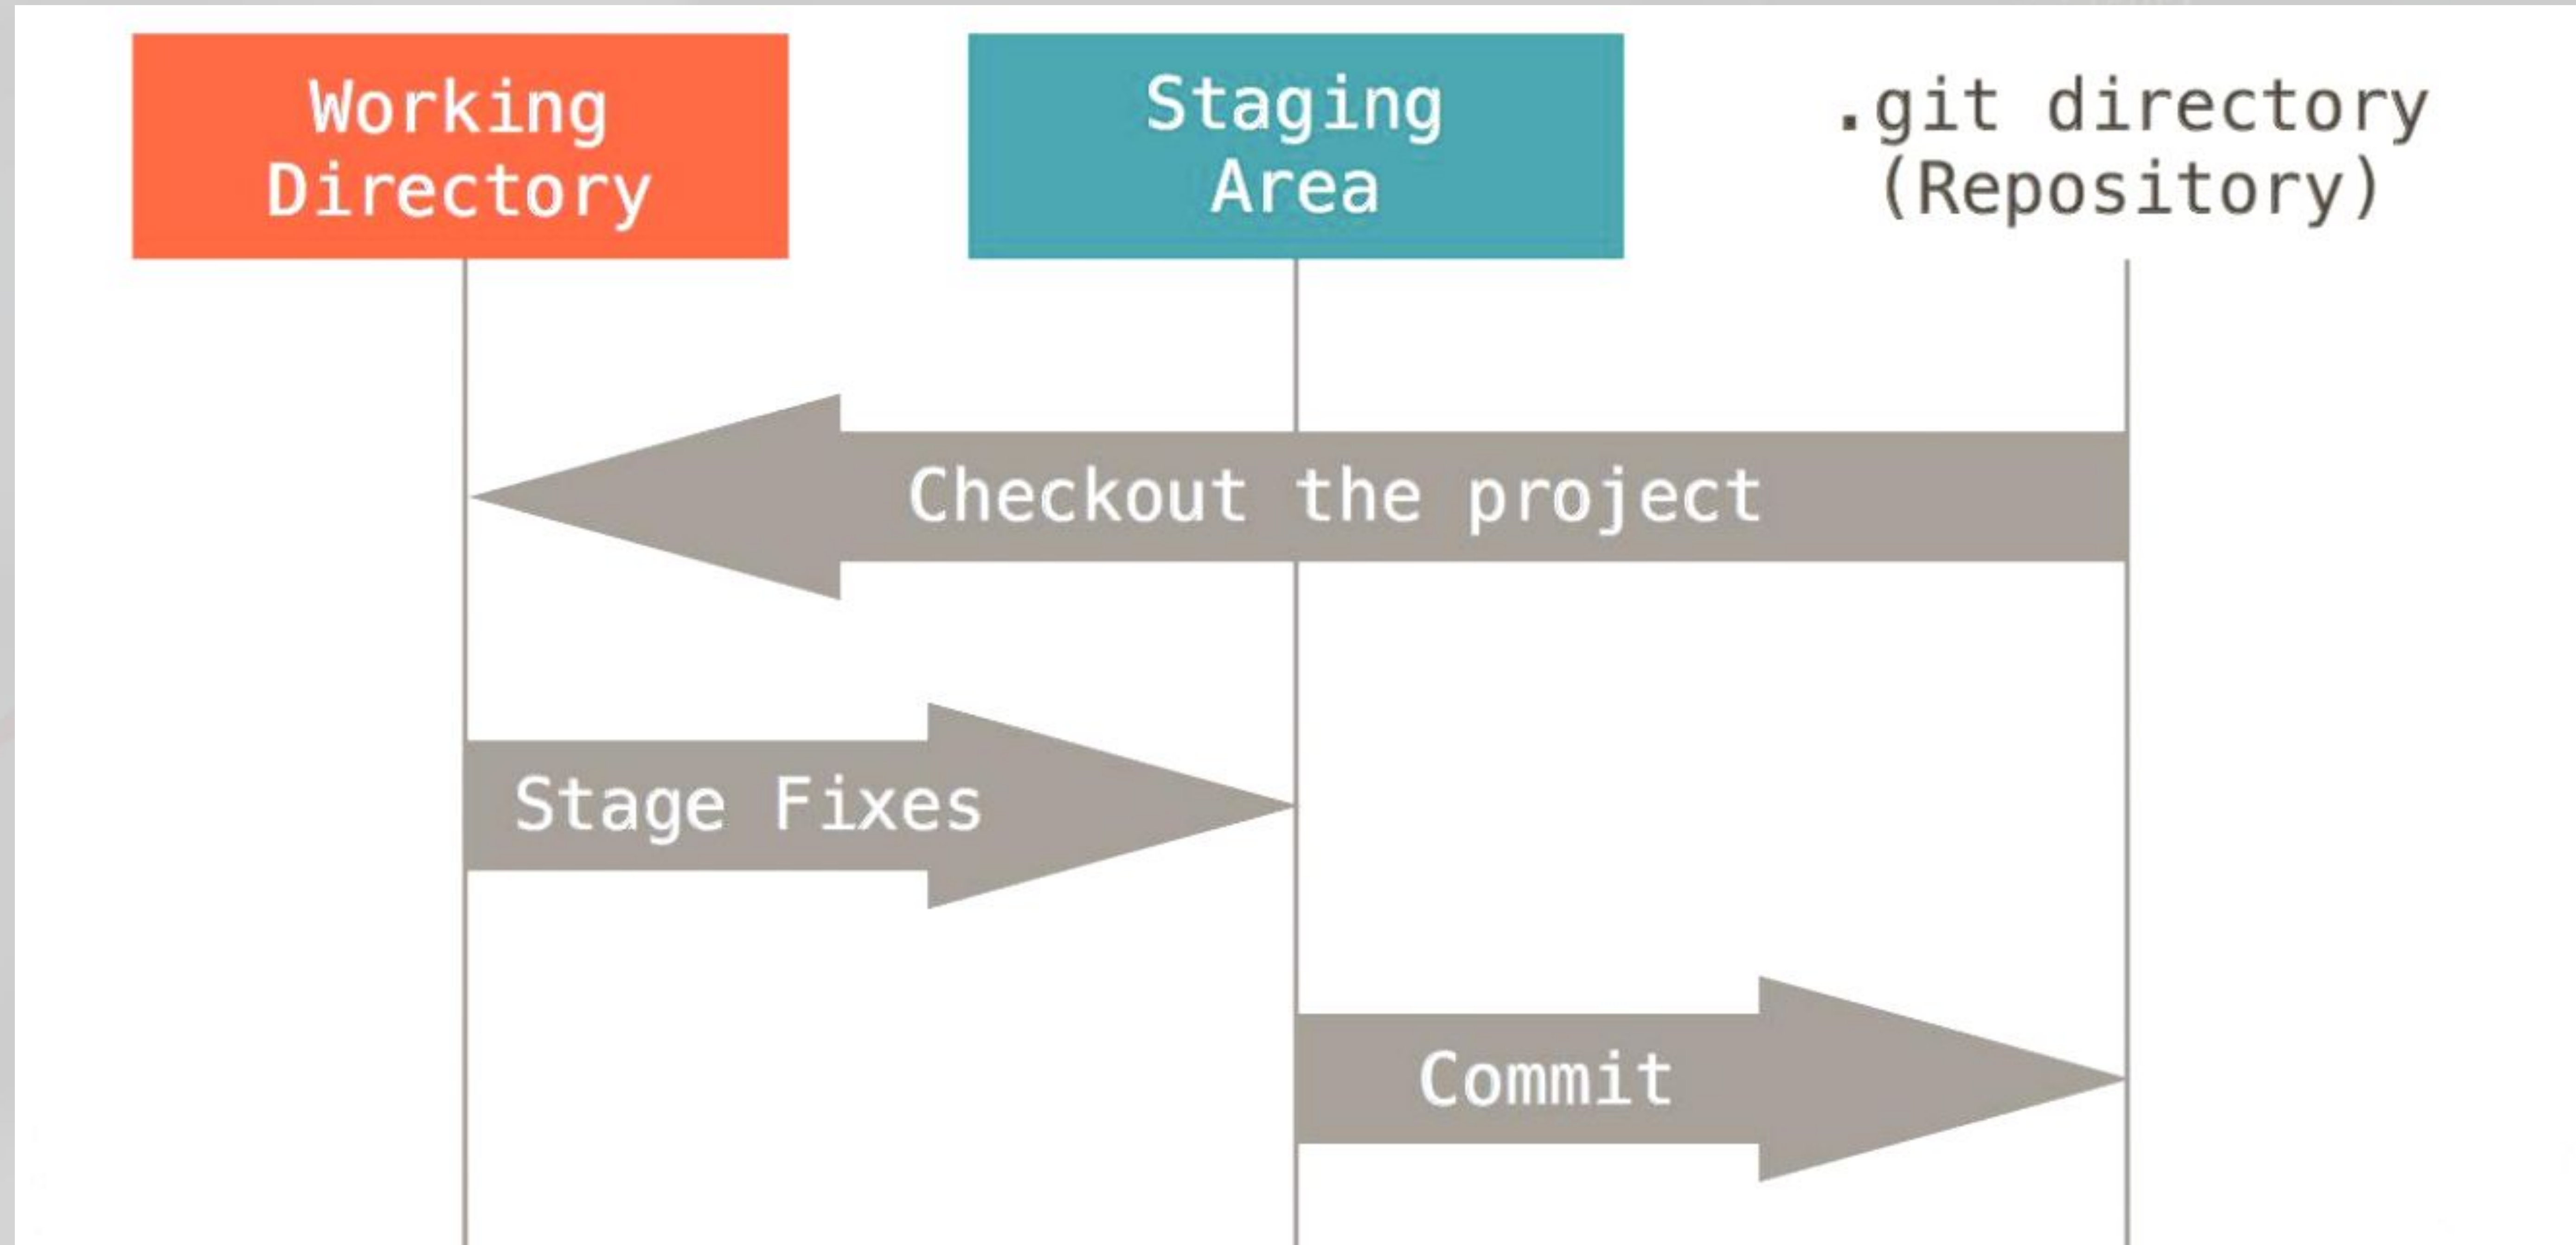 Working
Directory
Staging
Area
.git directory
(Repository)
Checkout the project
Stage Fixes
Commit